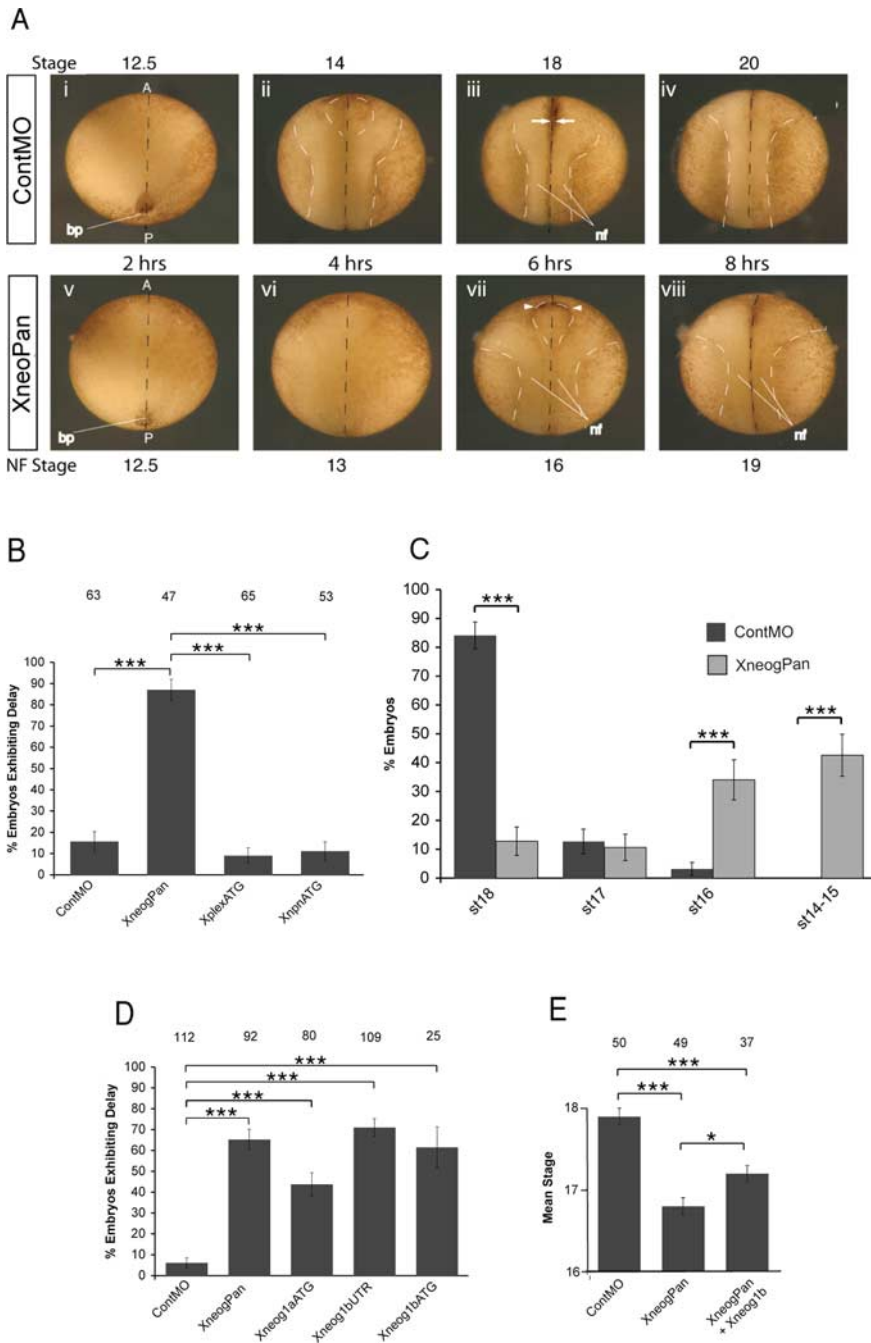 A
Stage 12.5 14 18 20
ContMO
i A bp P
ii
iii nf
iv
2 hrs 4 hrs 6 hrs 8 hrs
XneoPan
v A bp P
vi
vii nf
viii nf
NF Stage 12.5 13 16 19
B
63 47 65 53
***
***
***
% Embryos Exhibiting Delay
100
90
80
70
60
50
40
30
20
10
0
ContMO
XneogPan
XplexATG
XnpnATG
C
% Embryos
100
90
80
70
60
50
40
30
20
10
0
***
***
***
ContMO
XneogPan
st18
st17
st16
st14-15
D
112 92 80 109 25
***
***
***
***
% Embryos Exhibiting Delay
100
90
80
70
60
50
40
30
20
10
0
ContMO
XneogPan
Xneog1aATG
Xneog1bUTR
Xneog1bATG
E
50 49 37
***
***
*
Mean Stage
18
17
16
ContMO
XneogPan
XneogPan
+ Xneog1b